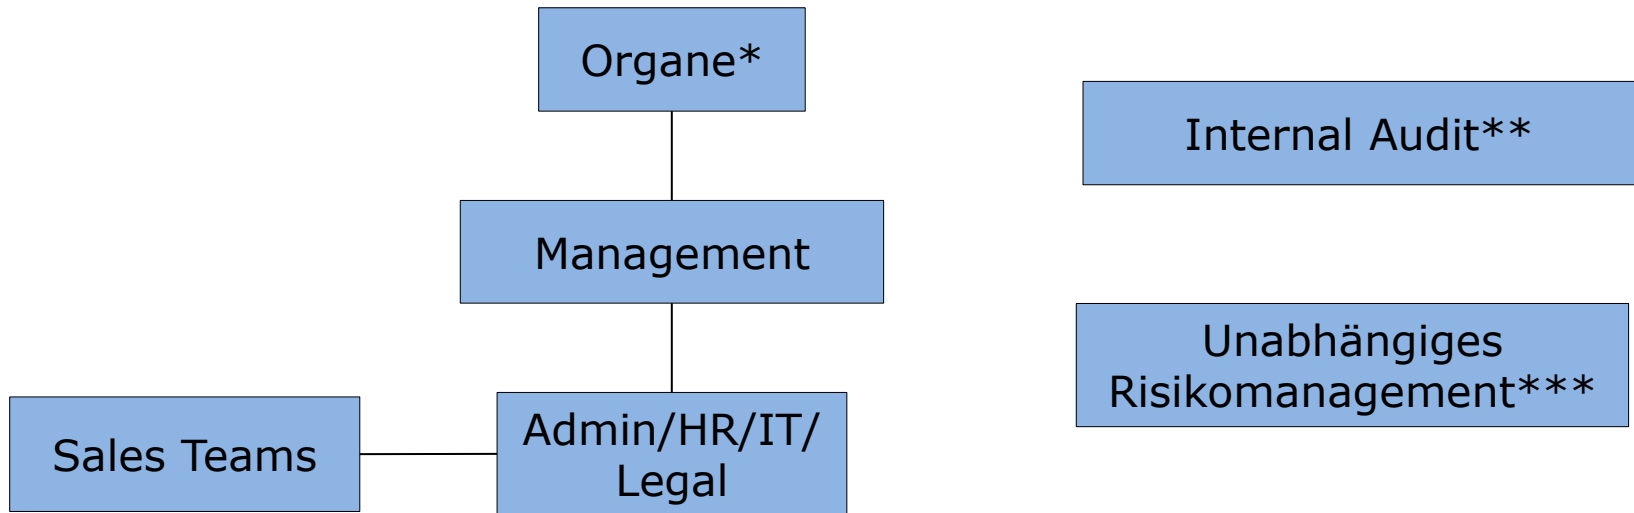 Organe*
Internal Audit**
Management
Unabhängiges
Risikomanagement***
Sales Teams
Admin/HR/IT/
Legal